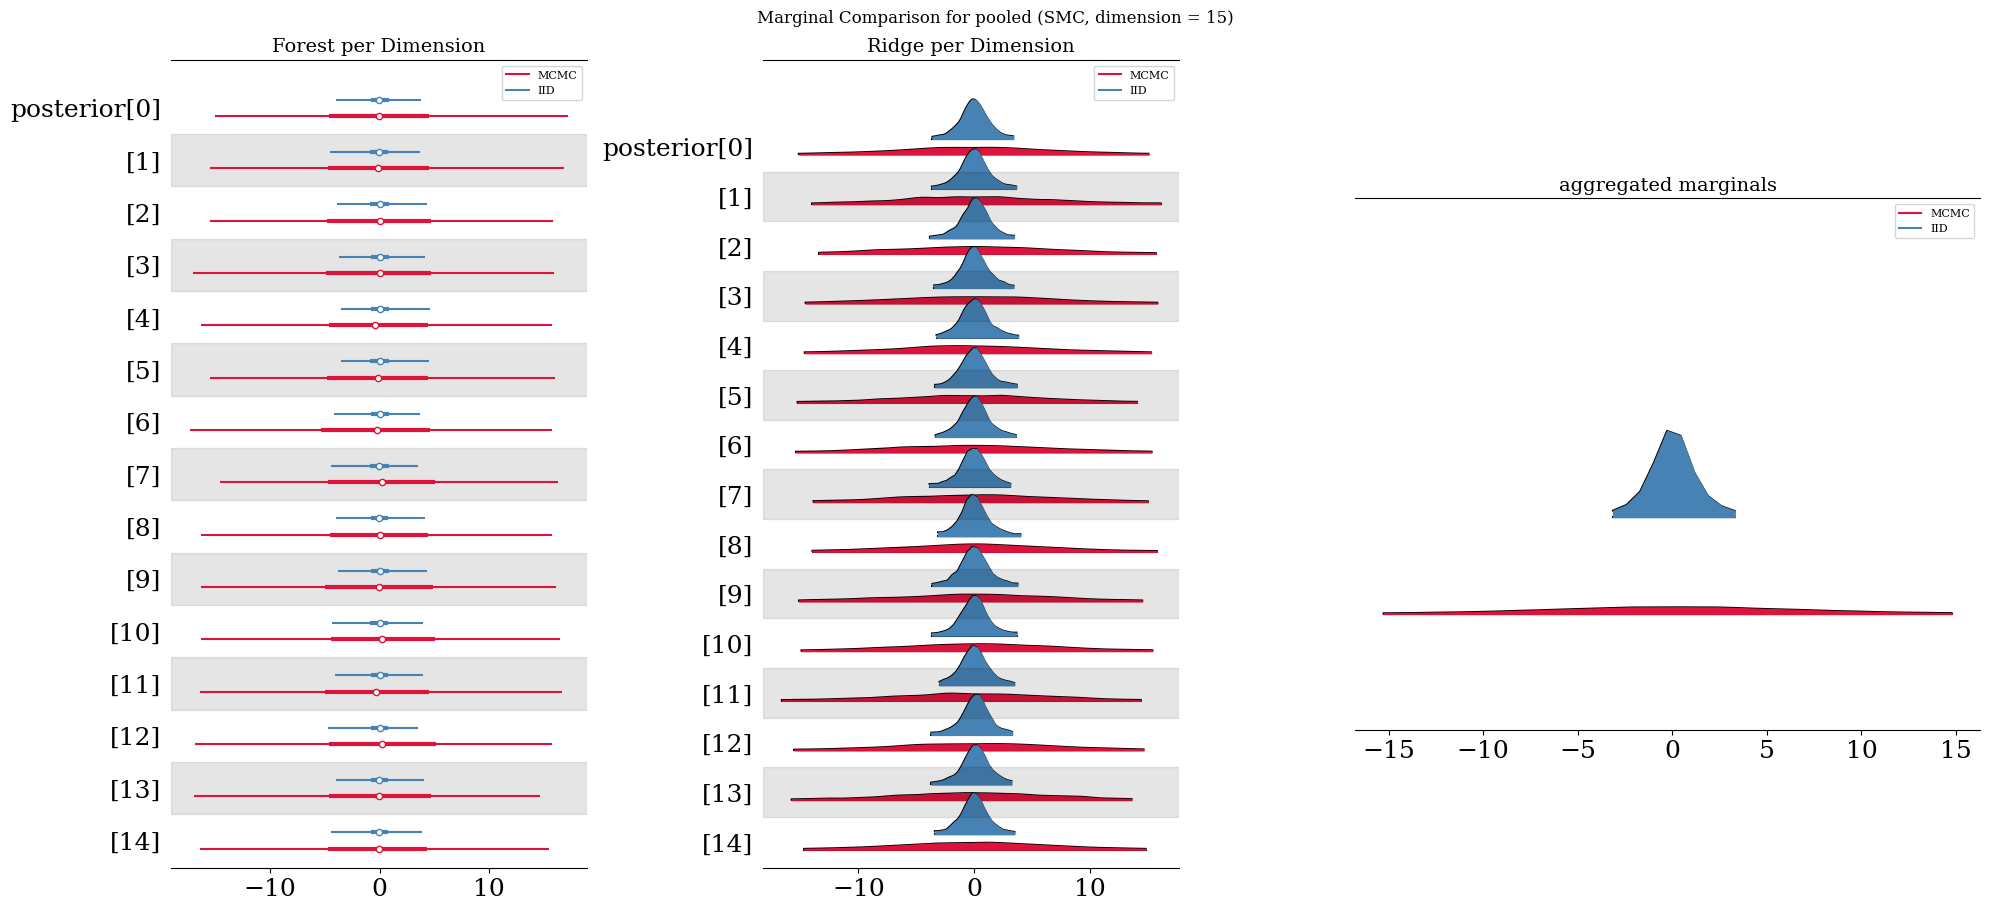 Marginal Comparison for pooled (SMC, dimension = 15)
Forest per Dimension
MCMC
IID
posterior[0]
[1]
[2]
[3]
[4]
[5]
[6]
[7]
[8]
[9]
[10]
[11]
[12]
[13]
[14]
−10 0 10
Ridge per Dimension
MCMC
IID
posterior[0]
[1]
[2]
[3]
[4]
[5]
[6]
[7]
[8]
[9]
[10]
[11]
[12]
[13]
[14]
−10 0 10
aggregated marginals
MCMC
IID
−15 −10 −5 0 5 10 15